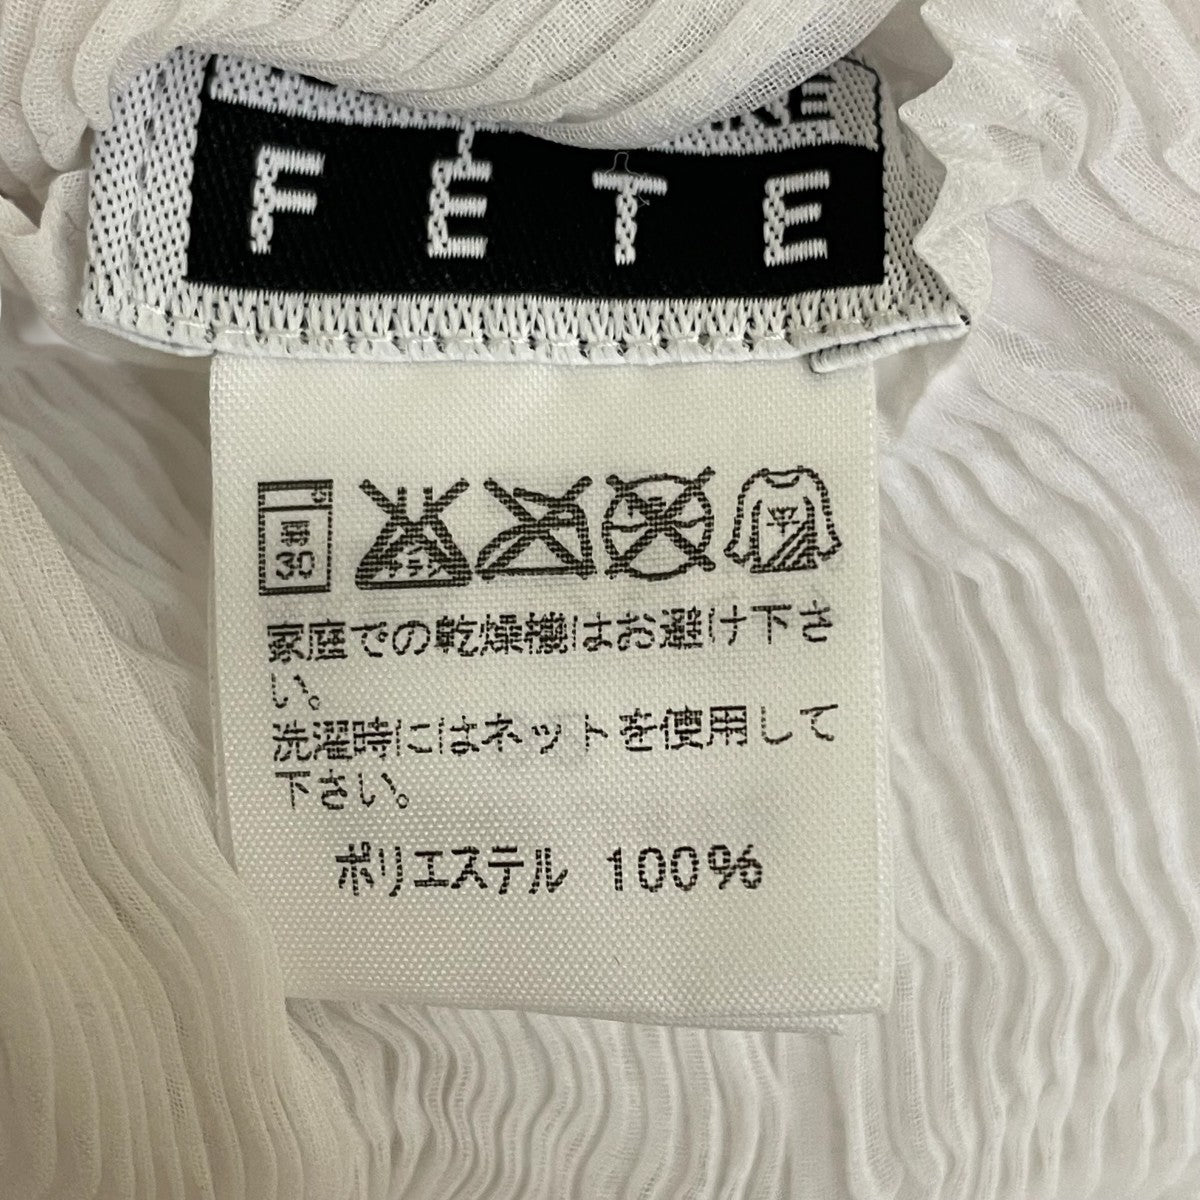 FETE
弱
30
平
家庭での乾燥機はお避け下さ
い。
洗濯時にはネットを使用して
下さい。
ポリエステル 100%